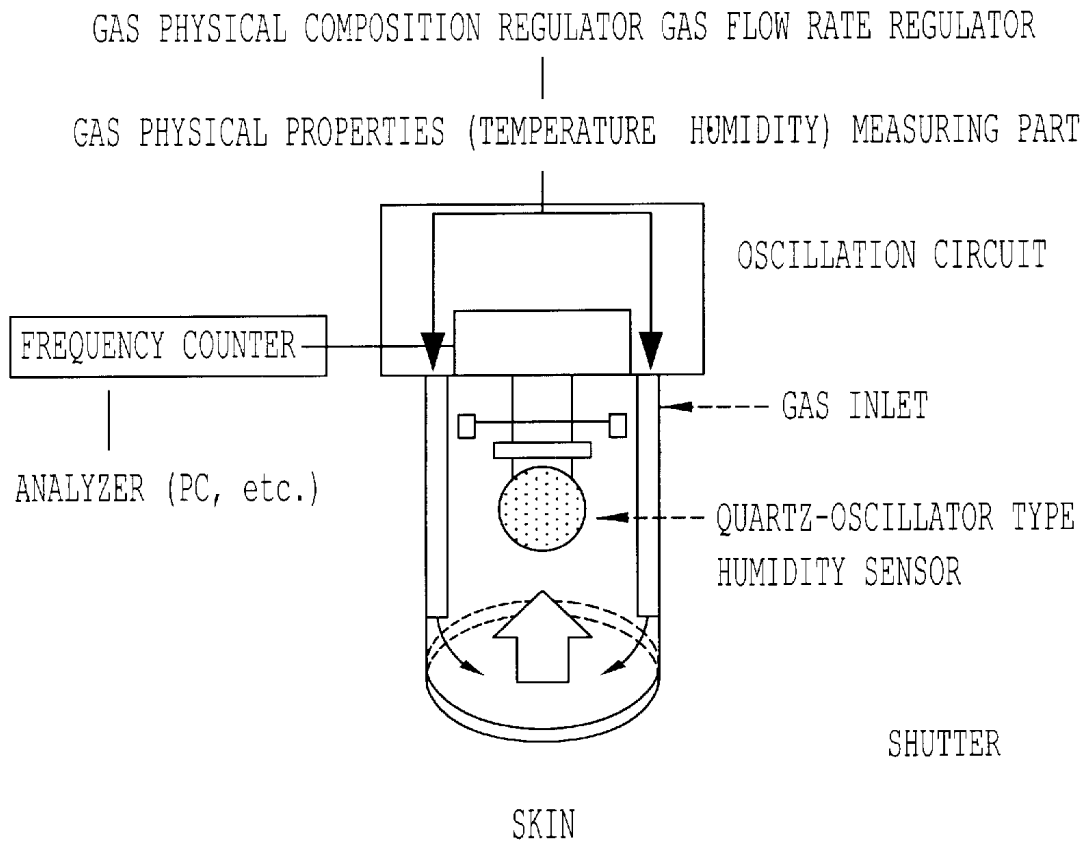 GAS PHYSICAL COMPOSITION REGULATOR GAS FLOW RATE REGULATOR
GAS PHYSICAL PROPERTIES (TEMPERATURE HUMIDITY) MEASURING PART
OSCILLATION CIRCUIT
FREQUENCY COUNTER
GAS INLET
ANALYZER (PC, etc.)
QUARTZ-OSCILLATOR TYPE
HUMIDITY SENSOR
SHUTTER
SKIN